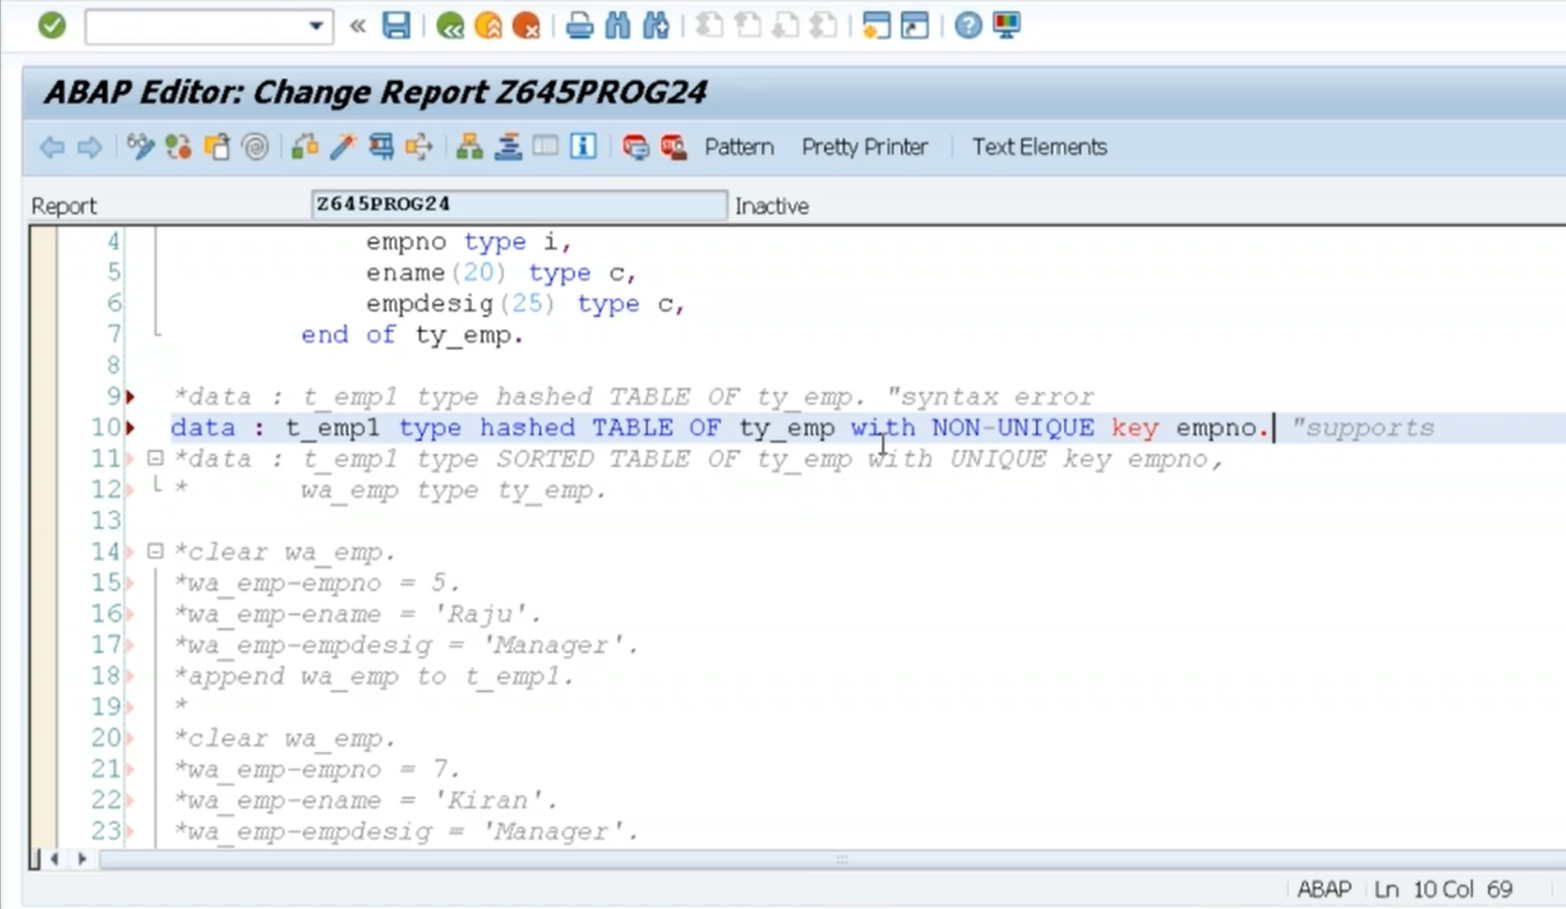 ABAP Editor: Change Report Z645PROG24
Pattern Pretty Printer Text Elements
Report Z645PROG24 Inactive
4 empno type i,
5 ename(20) type c,
6 empdesig(25) type c,
7 end of ty_emp.
8
9 *data : t_emp1 type hashed TABLE OF ty_emp. "syntax error
10 data : t_emp1 type hashed TABLE OF ty_emp with NON-UNIQUE key empno. "supports
11 *data : t_emp1 type SORTED TABLE OF ty_emp with UNIQUE key empno,
12 * wa_emp type ty_emp.
13
14 *clear wa_emp.
15 *wa_emp-empno = 5.
16 *wa_emp-ename = 'Raju'.
17 *wa_emp-empdesig = 'Manager'.
18 *append wa_emp to t_emp1.
19 *
20 *clear wa_emp.
21 *wa_emp-empno = 7.
22 *wa_emp-ename = 'Kiran'.
23 *wa_emp-empdesig = 'Manager'.
ABAP Ln 10 Col 69